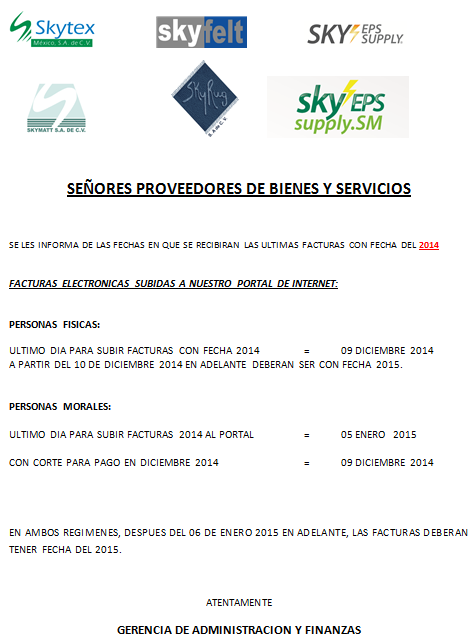 Skytex
México, S.A. de C.V.
skyfelt
SKY EPS
SUPPLY.
SKYMATT S.A. DE C.V.
SKyRug
S.A. de C.V.
sky EPS
supply.SM
SEÑORES PROVEEDORES DE BIENES Y SERVICIOS
SE LES INFORMA DE LAS FECHAS EN QUE SE RECIBIRAN LAS ULTIMAS FACTURAS CON FECHA DEL 2014
FACTURAS ELECTRONICAS SUBIDAS A NUESTRO PORTAL DE INTERNET:
PERSONAS FISICAS:
ULTIMO DIA PARA SUBIR FACTURAS CON FECHA 2014 = 09 DICIEMBRE 2014
A PARTIR DEL 10 DE DICIEMBRE 2014 EN ADELANTE DEBERAN SER CON FECHA 2015.
PERSONAS MORALES:
ULTIMO DIA PARA SUBIR FACTURAS 2014 AL PORTAL = 05 ENERO 2015
CON CORTE PARA PAGO EN DICIEMBRE 2014 = 09 DICIEMBRE 2014
EN AMBOS REGIMENES, DESPUES DEL 06 DE ENERO 2015 EN ADELANTE, LAS FACTURAS DEBERAN
TENER FECHA DEL 2015.
ATENTAMENTE
GERENCIA DE ADMINISTRACION Y FINANZAS